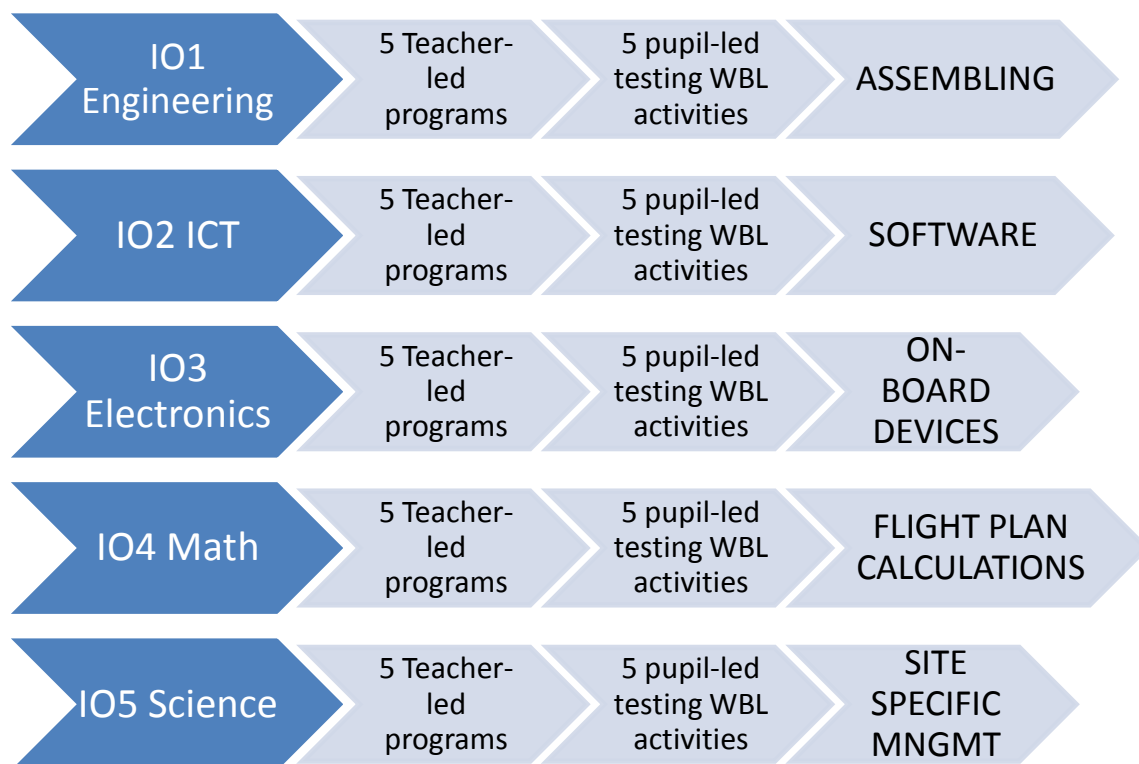 IO1
Engineering
5 Teacher-
led
programs
5 pupil-led
testing WBL
activities
ASSEMBLING
IO2 ICT
5 Teacher-
led
programs
5 pupil-led
testing WBL
activities
SOFTWARE
IO3
Electronics
5 Teacher-
led
programs
5 pupil-led
testing WBL
activities
ON-
BOARD
DEVICES
IO4 Math
5 Teacher-
led
programs
5 pupil-led
testing WBL
activities
FLIGHT PLAN
CALCULATIONS
IO5 Science
5 Teacher-
led
programs
5 pupil-led
testing WBL
activities
SITE
SPECIFIC
MNGMT